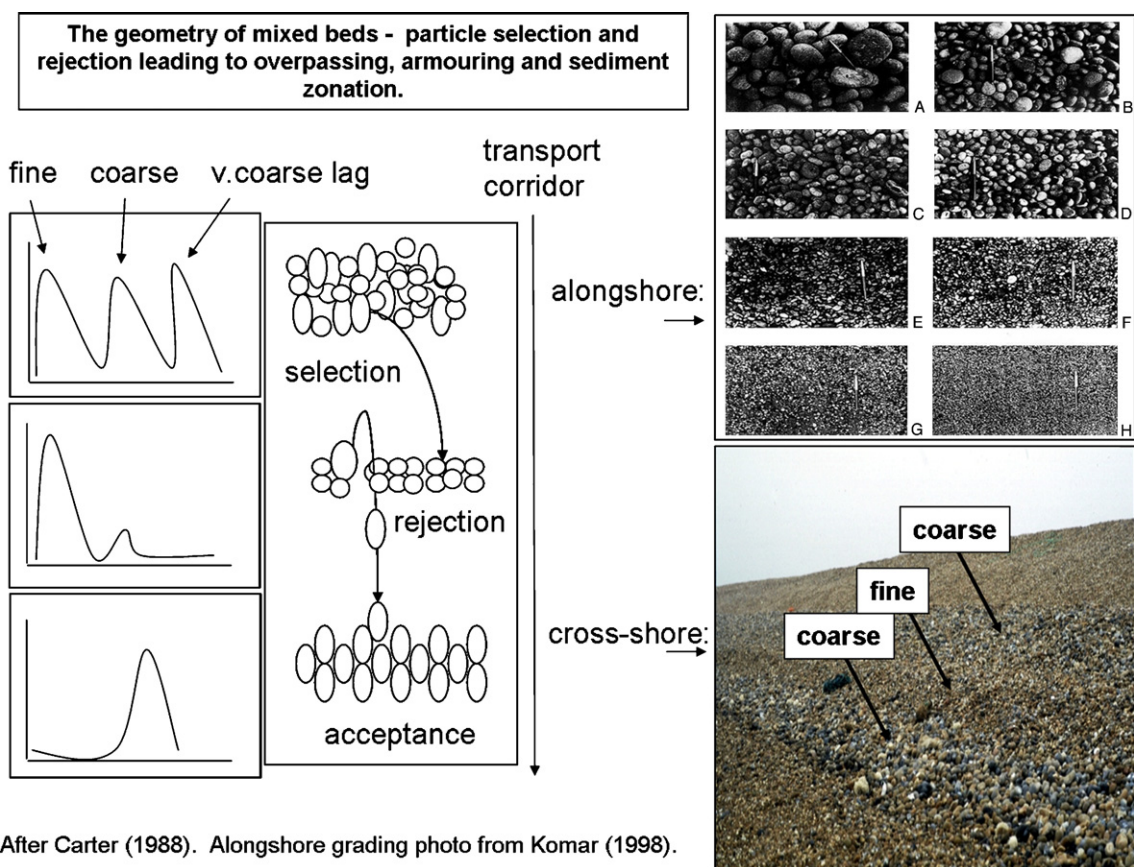 The geometry of mixed beds - particle selection and
rejection leading to overpassing, armouring and sediment
zonation.
fine
coarse
v.coarse lag
transport
corridor
selection
rejection
acceptance
alongshore:
cross-shore:
A
B
C
D
E
F
G
H
coarse
fine
coarse
After Carter (1988).  Alongshore grading photo from Komar (1998).